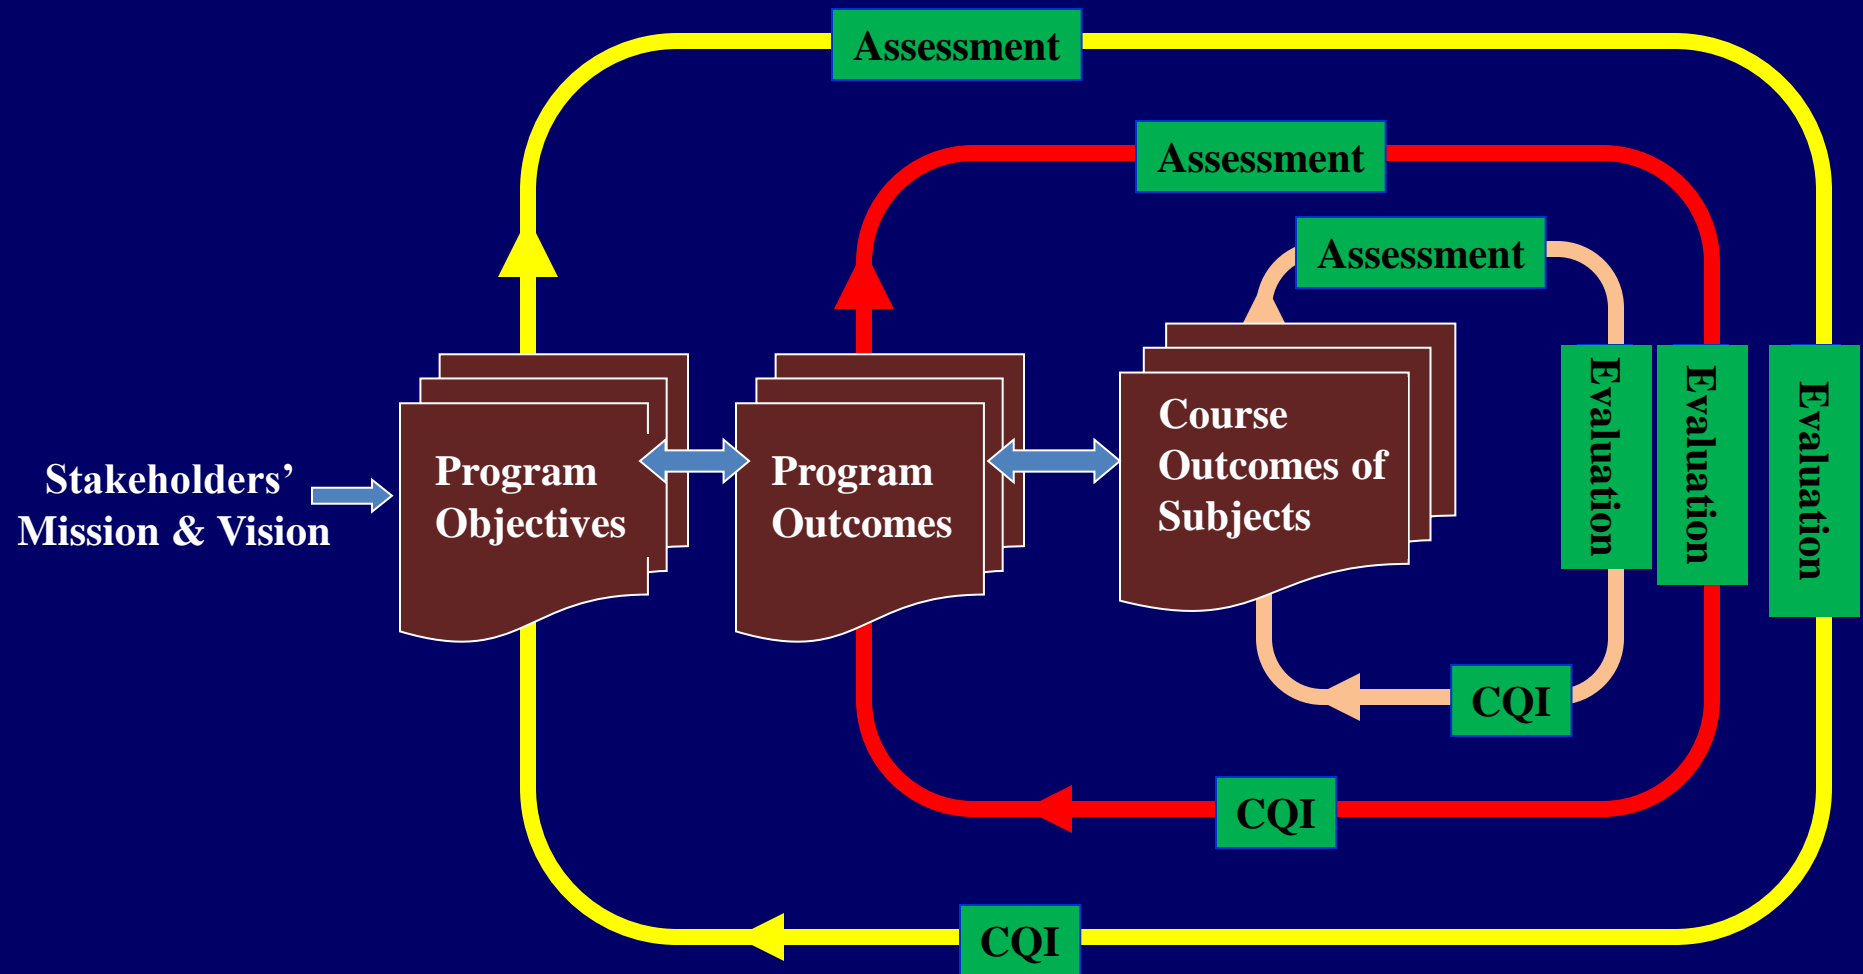 Assessment
Assessment
Assessment
Stakeholders’
Mission & Vision
Program
Objectives
Program
Outcomes
Course
Outcomes of
Subjects
Evaluation
Evaluation
Evaluation
CQI
CQI
CQI